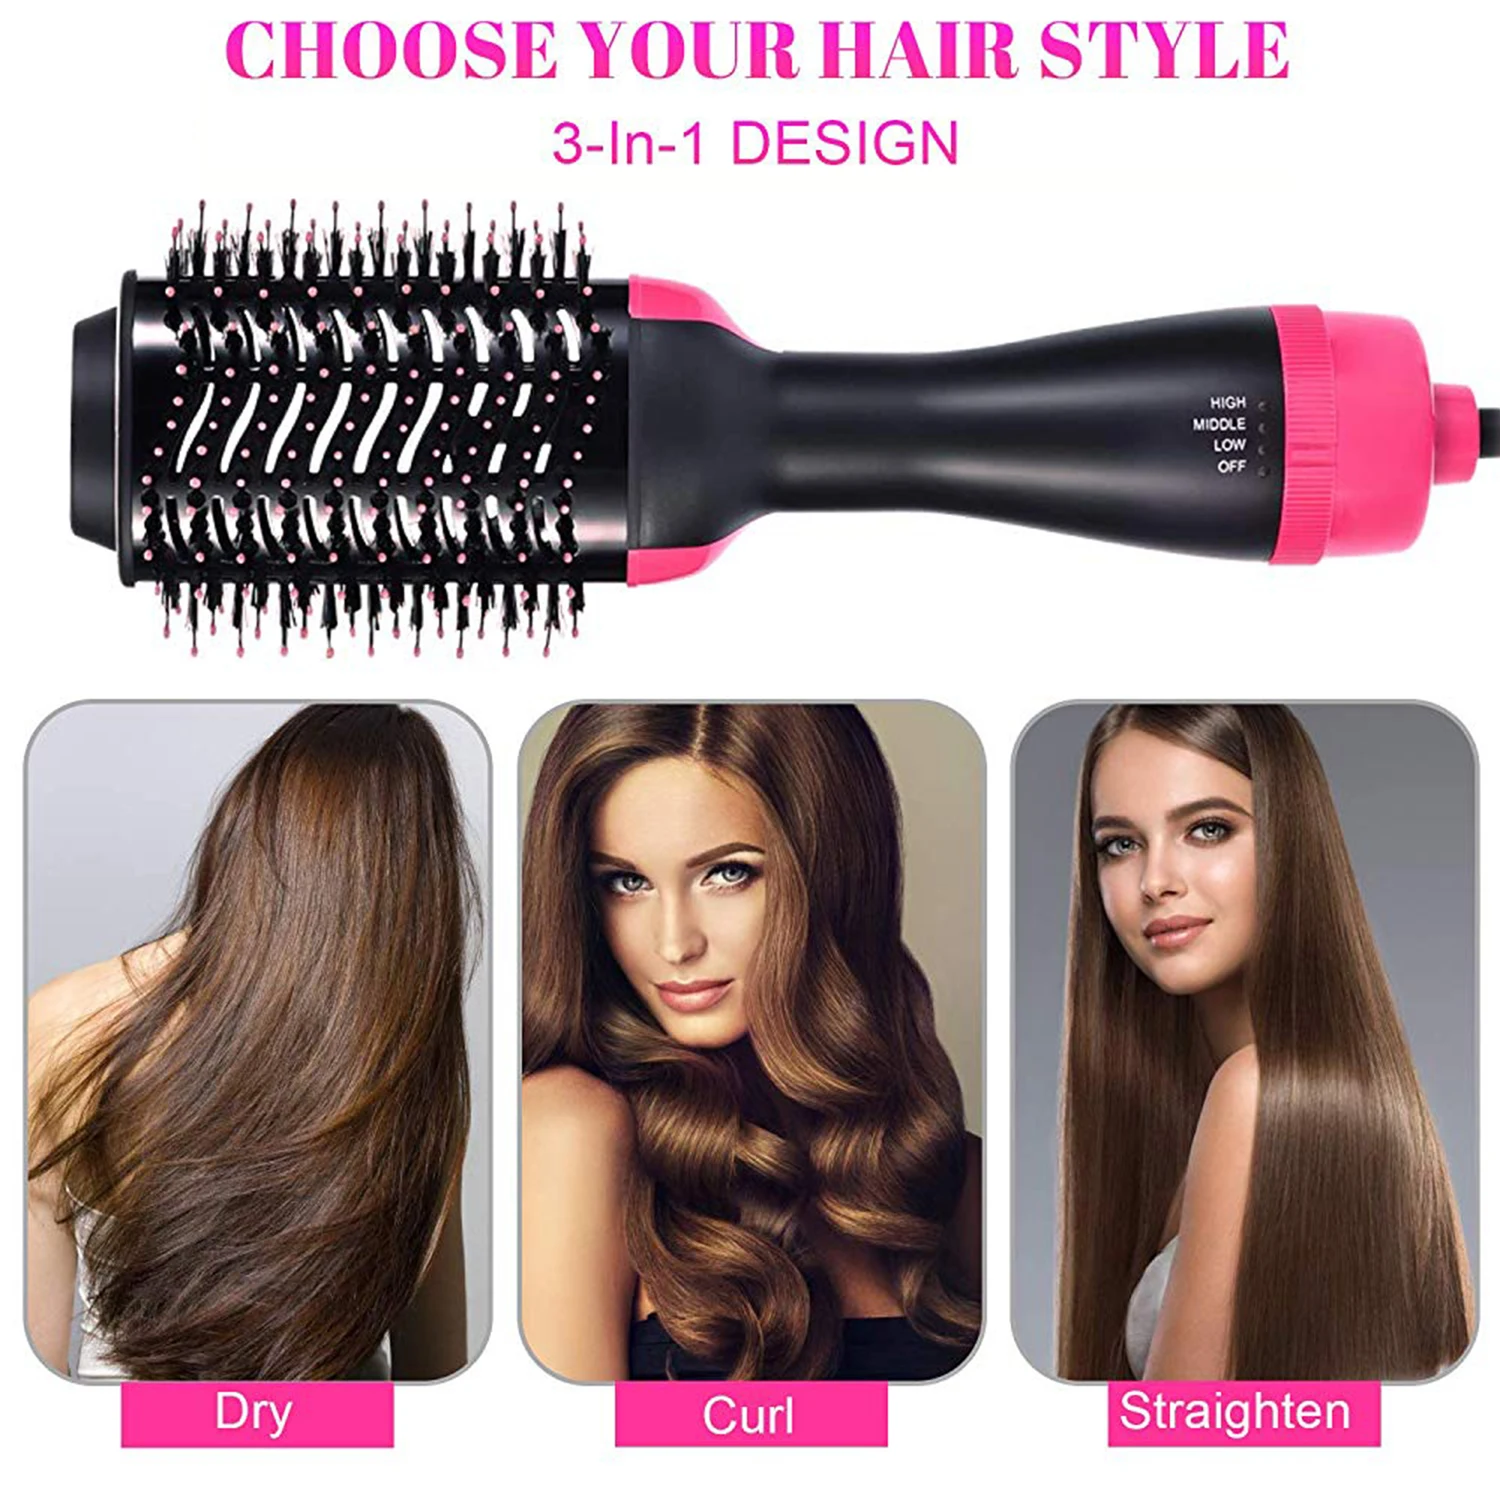 CHOOSE YOUR HAIR STYLE
3-In-1 DESIGN
HIGH
MIDDLE
LOW
OFF
Dry
Curl
Straighten